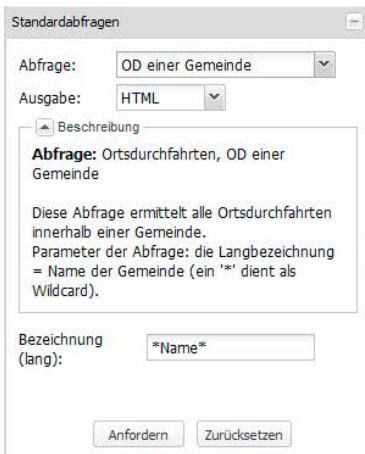 Standardabfragen
Abfrage: OD einer Gemeinde
Ausgabe: HTML
Beschreibung
Abfrage: Ortsdurchfahrten, OD einer
Gemeinde
Diese Abfrage ermittelt alle Ortsdurchfahrten
innerhalb einer Gemeinde.
Parameter der Abfrage: die Langbezeichnung
= Name der Gemeinde (ein '*' dient als
Wildcard).
Bezeichnung
(lang): *Name*
Anfordern Zurücksetzen